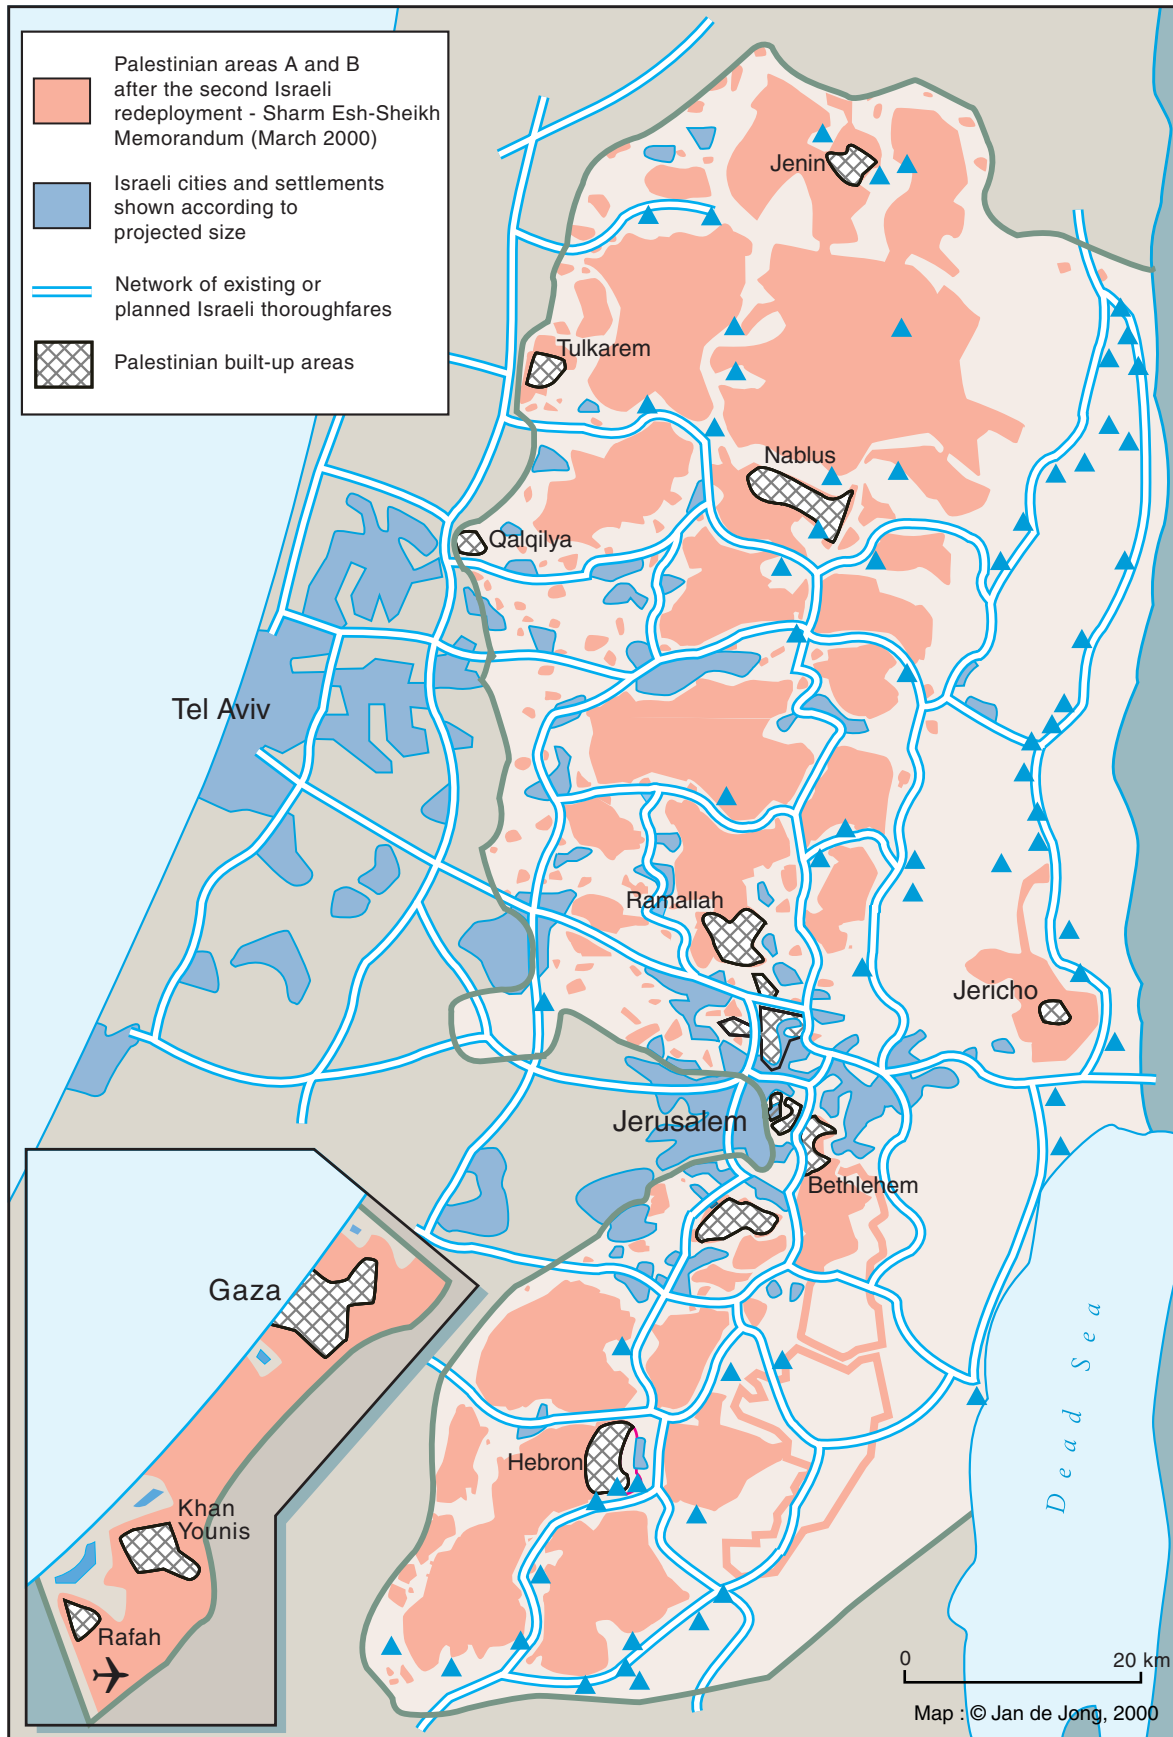 Palestinian areas A and B
after the second Israeli
redeployment - Sharm Esh-Sheikh
Memorandum (March 2000)
Israeli cities and settlements
shown according to
projected size
Network of existing or
planned Israeli thoroughfares
Palestinian built-up areas
Jenin
Tulkarem
Nablus
Qalqilya
Tel Aviv
Ramallah
Jericho
Jerusalem
Bethlehem
Gaza
Dead Sea
Hebron
Khan
Younis
Rafah
0 20 km
Map : © Jan de Jong, 2000